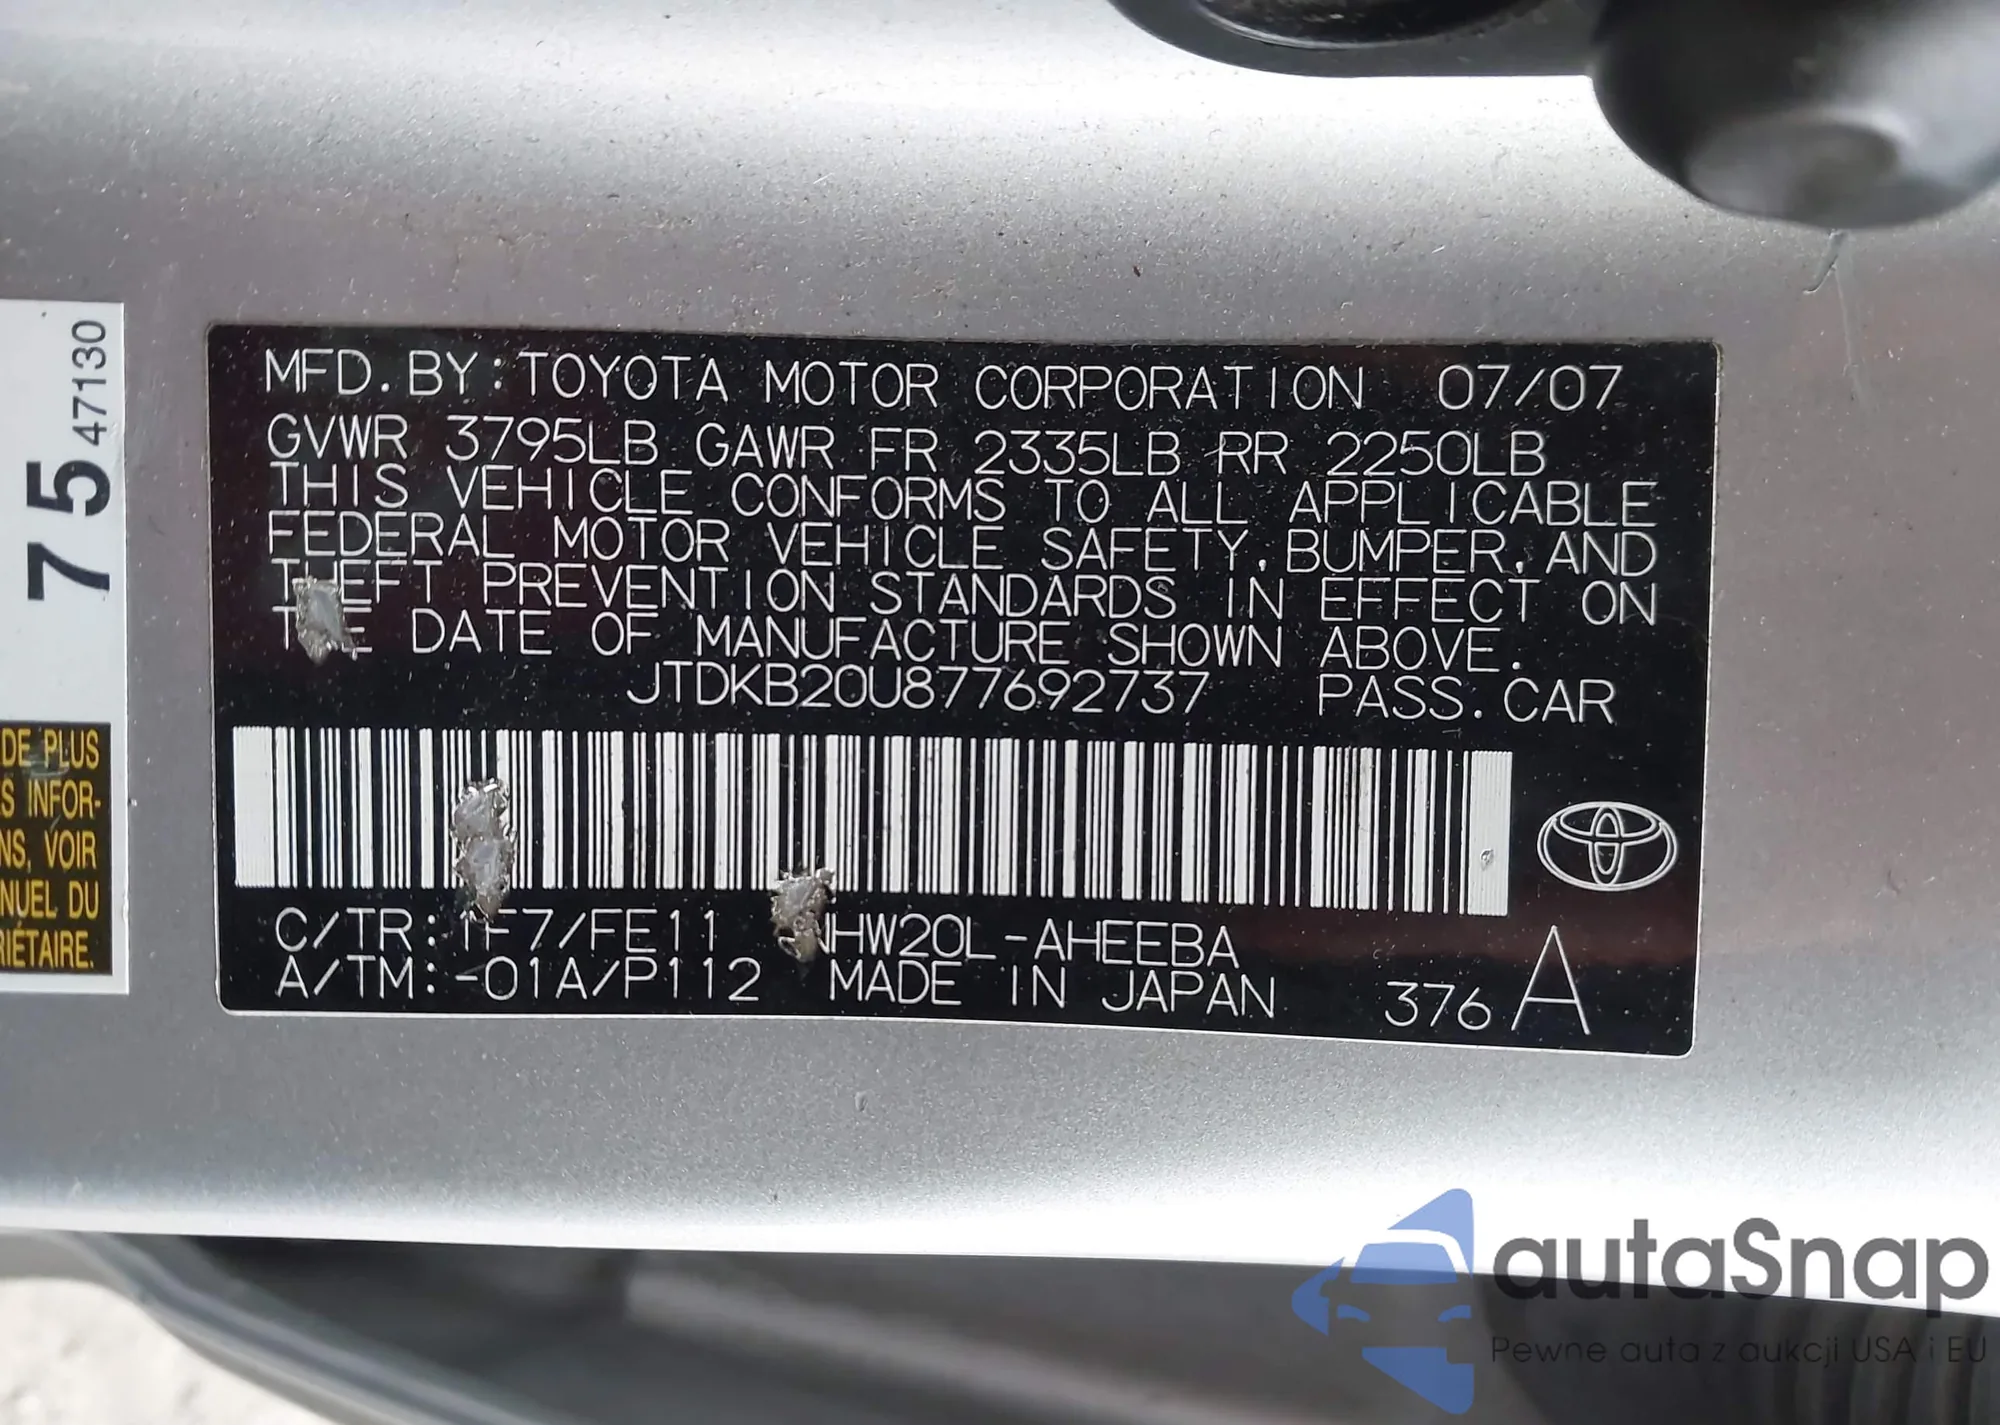 MFD. BY: TOYOTA MOTOR CORPORATION 07/07
GVWR 3795LB GAWR FR 2335LB RR 2250LB
THIS VEHICLE CONFORMS TO ALL APPLICABLE
FEDERAL MOTOR VEHICLE SAFETY, BUMPER, AND
THEFT PREVENTION STANDARDS IN EFFECT ON
THE DATE OF MANUFACTURE SHOWN ABOVE.
JTDKB20U877692737 PASS. CAR
C/TR: 1F7/FE11 NHW20L-AHEEBA
A/TM: -01A/P112 MADE IN JAPAN 376 A
75 47130
DE PLUS
INFOR-
VOIR
DU
autaSnap
Pewne auta z aukcji USA i EU